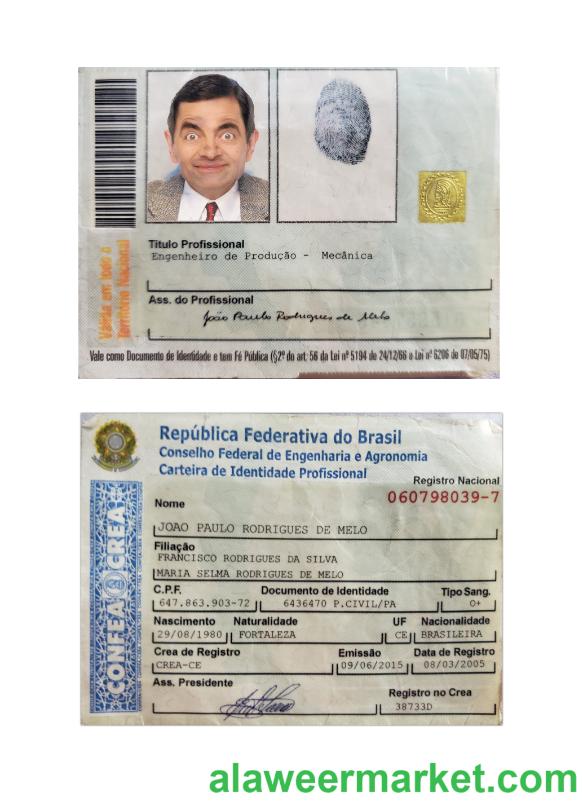 Válida em todo o
Território Nacional
Título Profissional
Engenheiro de Produção - Mecânica
Ass. do Profissional
João Paulo Rodrigues de Melo
Vale como Documento de Identidade e tem Fé Pública (§2º do art. 56 da Lei nº 5194 de 24/12/66 e Lei nº 6206 de 07/05/75)
República Federativa do Brasil
Conselho Federal de Engenharia e Agronomia
Carteira de Identidade Profissional
Registro Nacional
060798039-7
Nome
JOAO PAULO RODRIGUES DE MELO
Filiação
FRANCISCO RODRIGUES DA SILVA
MARIA SELMA RODRIGUES DE MELO
C.P.F. Documento de Identidade Tipo Sang.
647.863.903-72 6436470 P.CIVIL/PA O+
Nascimento Naturalidade UF Nacionalidade
29/08/1980 FORTALEZA CE BRASILEIRA
Crea de Registro Emissão Data de Registro
CREA-CE 09/06/2015 08/03/2005
Ass. Presidente Registro no Crea
38733D
CONFEA CREA
alaweermarket.com